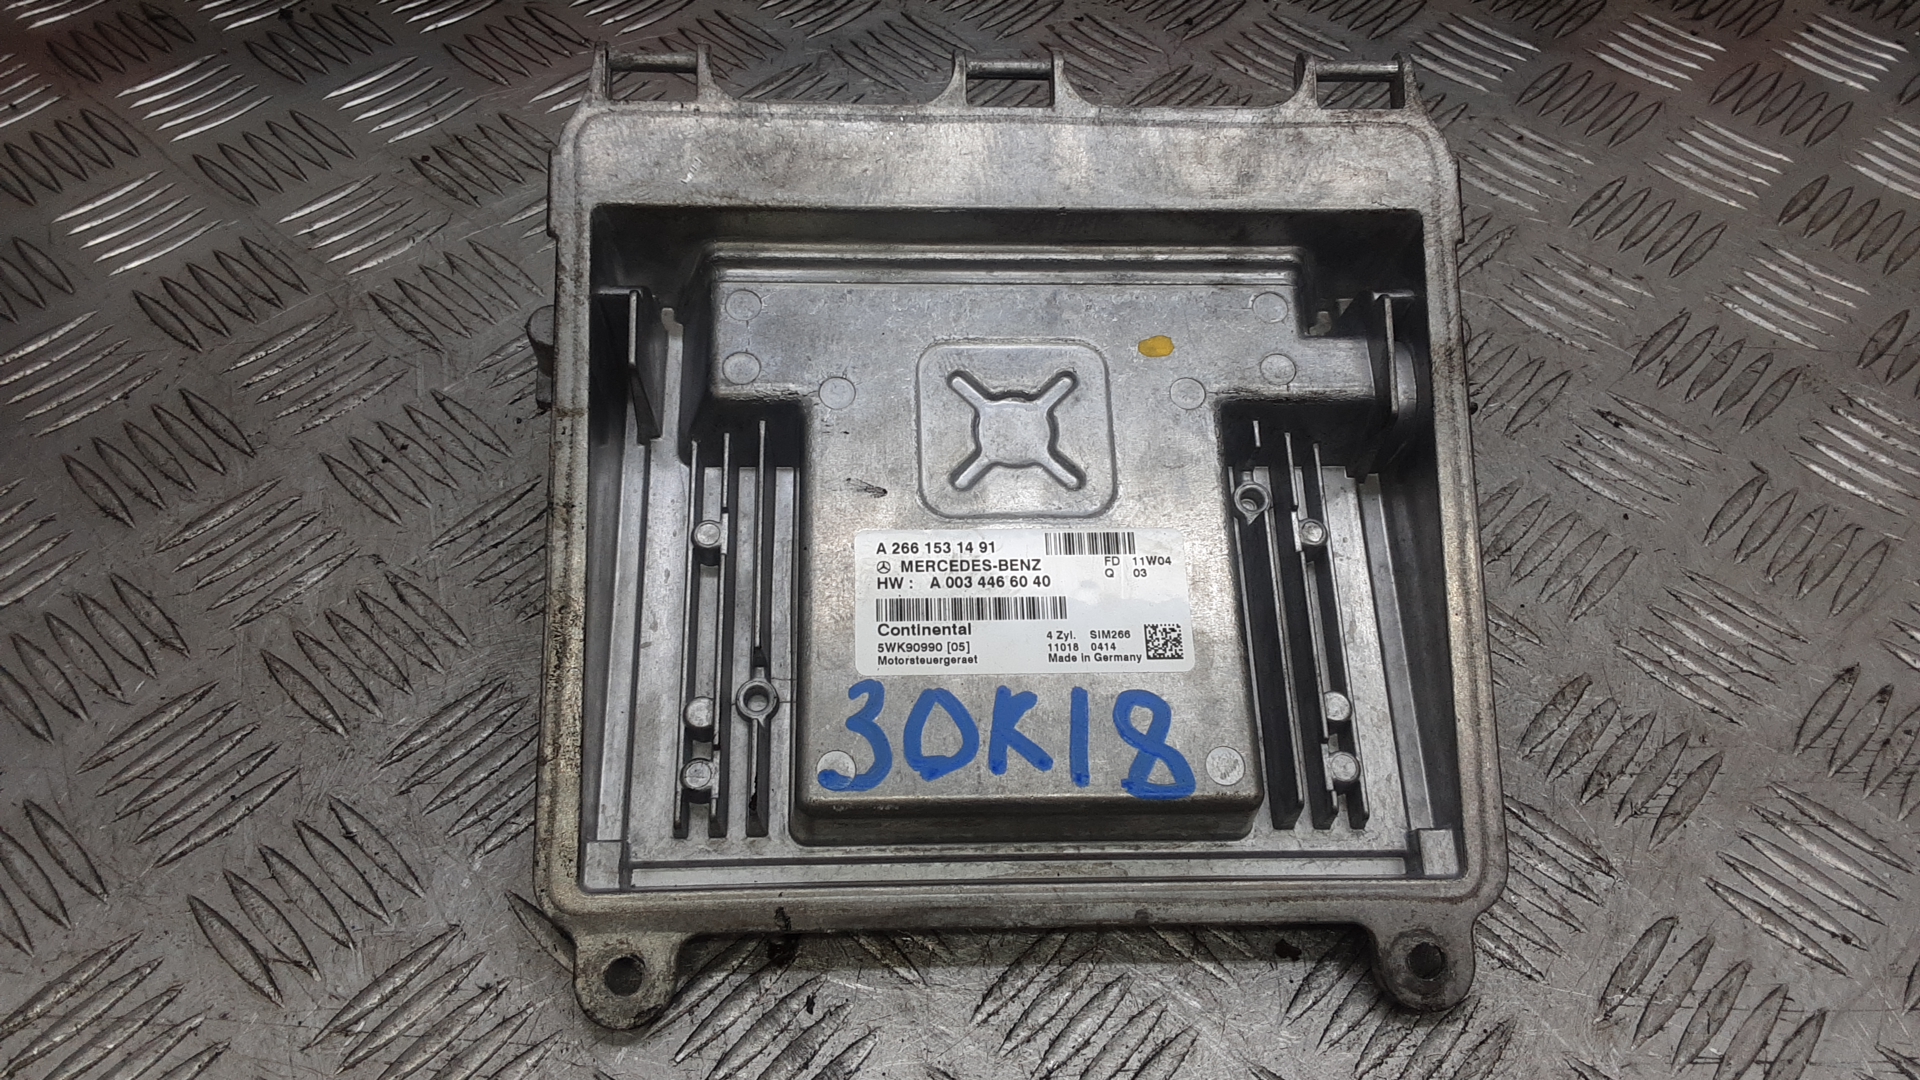 A 266 153 14 91
MERCEDES-BENZ
FD 11W04
HW : A 003 446 60 40
Q 03
Continental
5WK90990 [05]
Motorsteuergeraet
4 Zyl. SIM266
11018 0414
Made in Germany
30K18